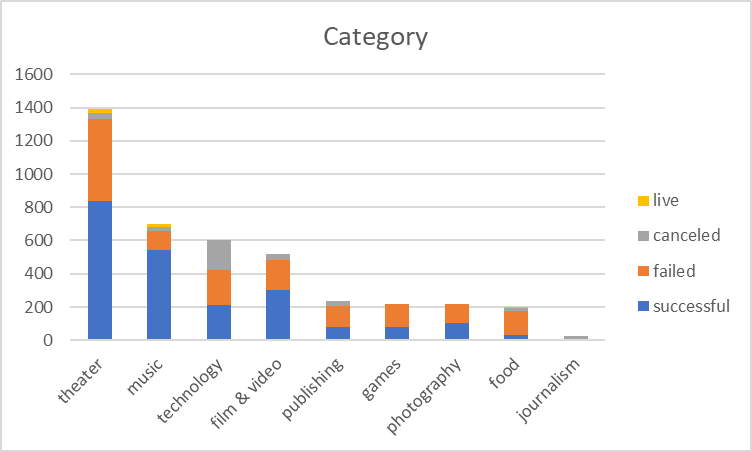 Category
1600
1400
1200
1000
800
600
400
200
0
theater
music
technology
film & video
publishing
games
photography
food
journalism
live
canceled
failed
successful